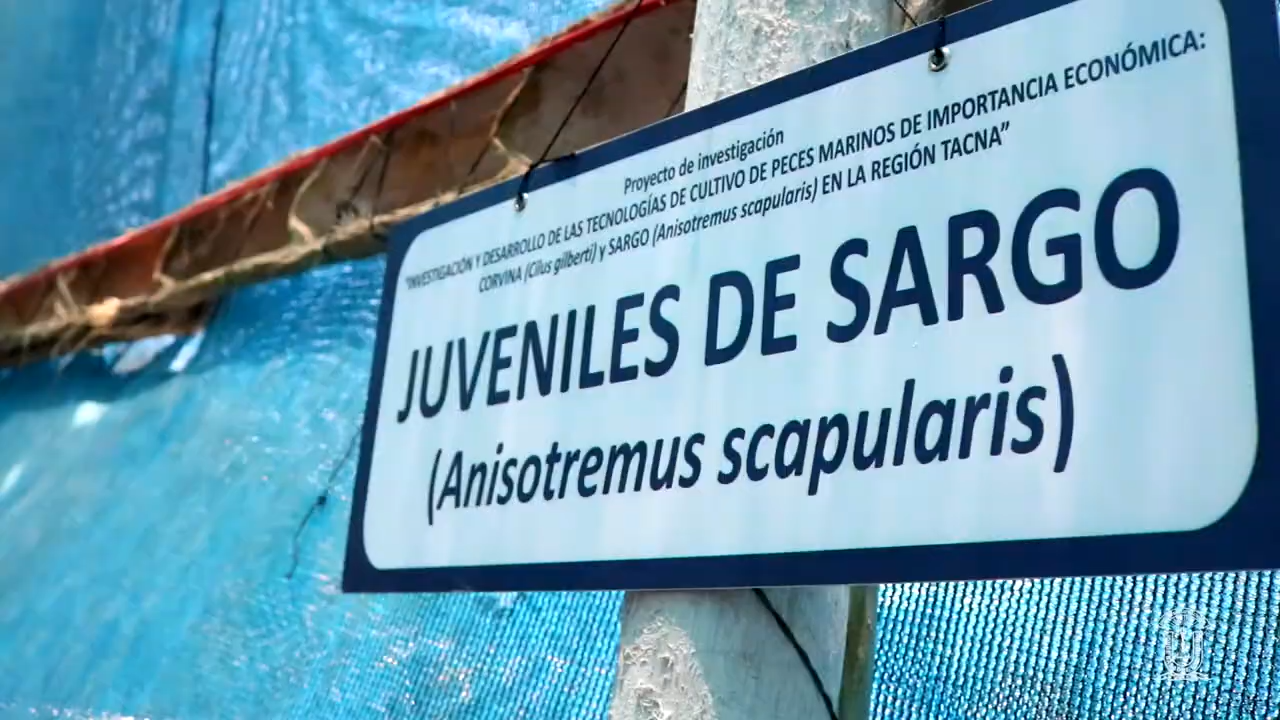 Proyecto de investigación
"INVESTIGACIÓN Y DESARROLLO DE LAS TECNOLOGÍAS DE CULTIVO DE PECES MARINOS DE IMPORTANCIA ECONÓMICA:
CORVINA (Cilus gilberti) y SARGO (Anisotremus scapularis) EN LA REGIÓN TACNA"
JUVENILES DE SARGO
(Anisotremus scapularis)